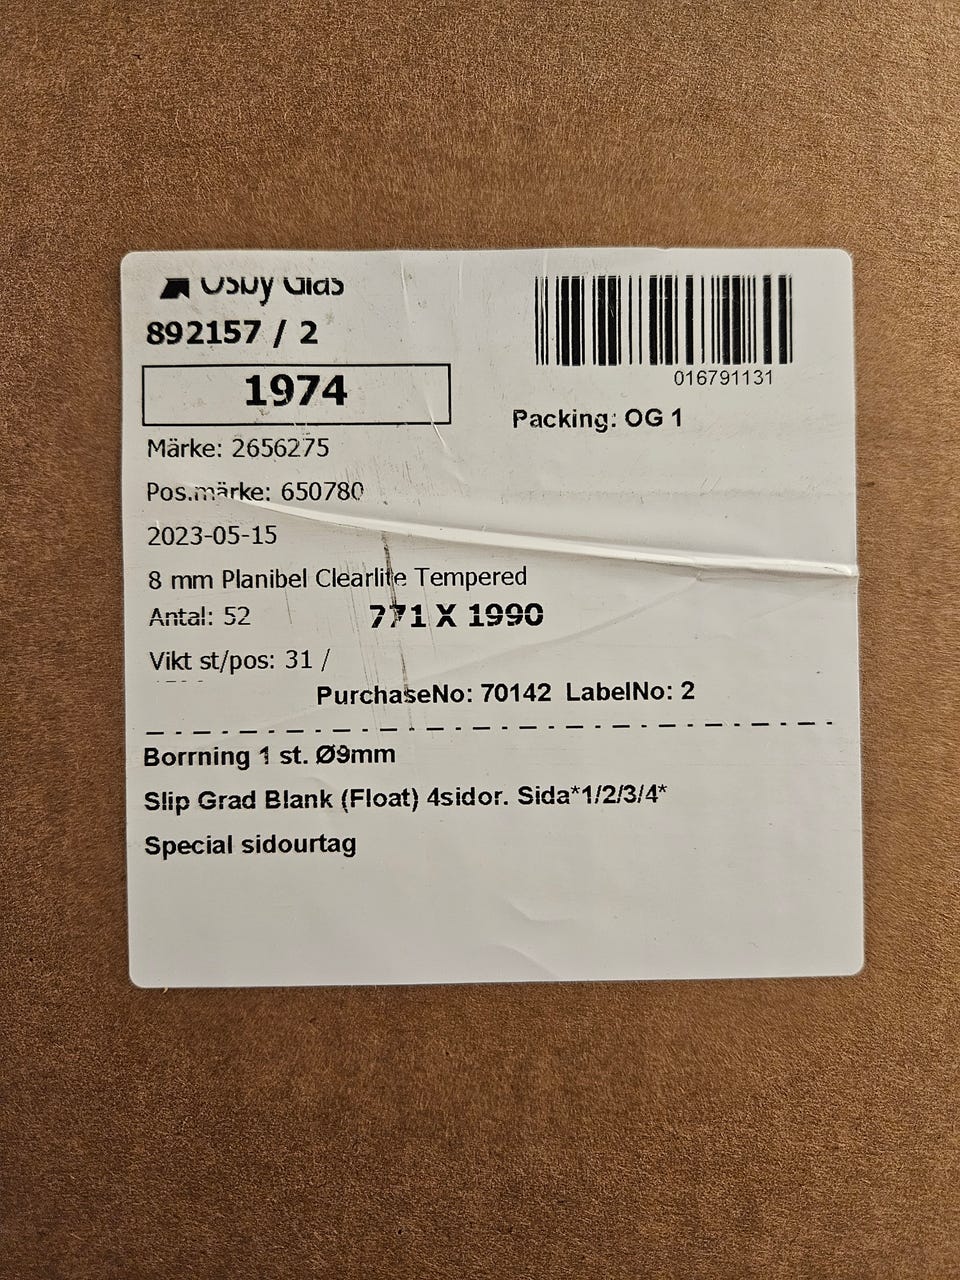 Osby Glas
892157 / 2
016791131
1974
Packing: OG 1
Märke: 2656275
Pos.märke: 650780
2023-05-15
8 mm Planibel Clearlite Tempered
Antal: 52 771 X 1990
Vikt st/pos: 31 /
PurchaseNo: 70142 LabelNo: 2
Borrning 1 st. Ø9mm
Slip Grad Blank (Float) 4sidor. Sida*1/2/3/4*
Special sidourtag